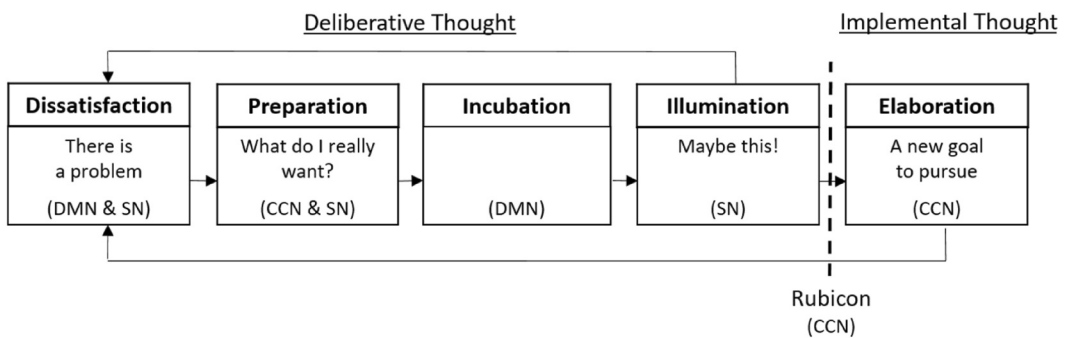 Deliberative Thought
Implemental Thought
Dissatisfaction
There is
a problem
(DMN & SN)
Preparation
What do I really
want?
(CCN & SN)
Incubation
(DMN)
Illumination
Maybe this!
(SN)
Elaboration
A new goal
to pursue
(CCN)
Rubicon
(CCN)